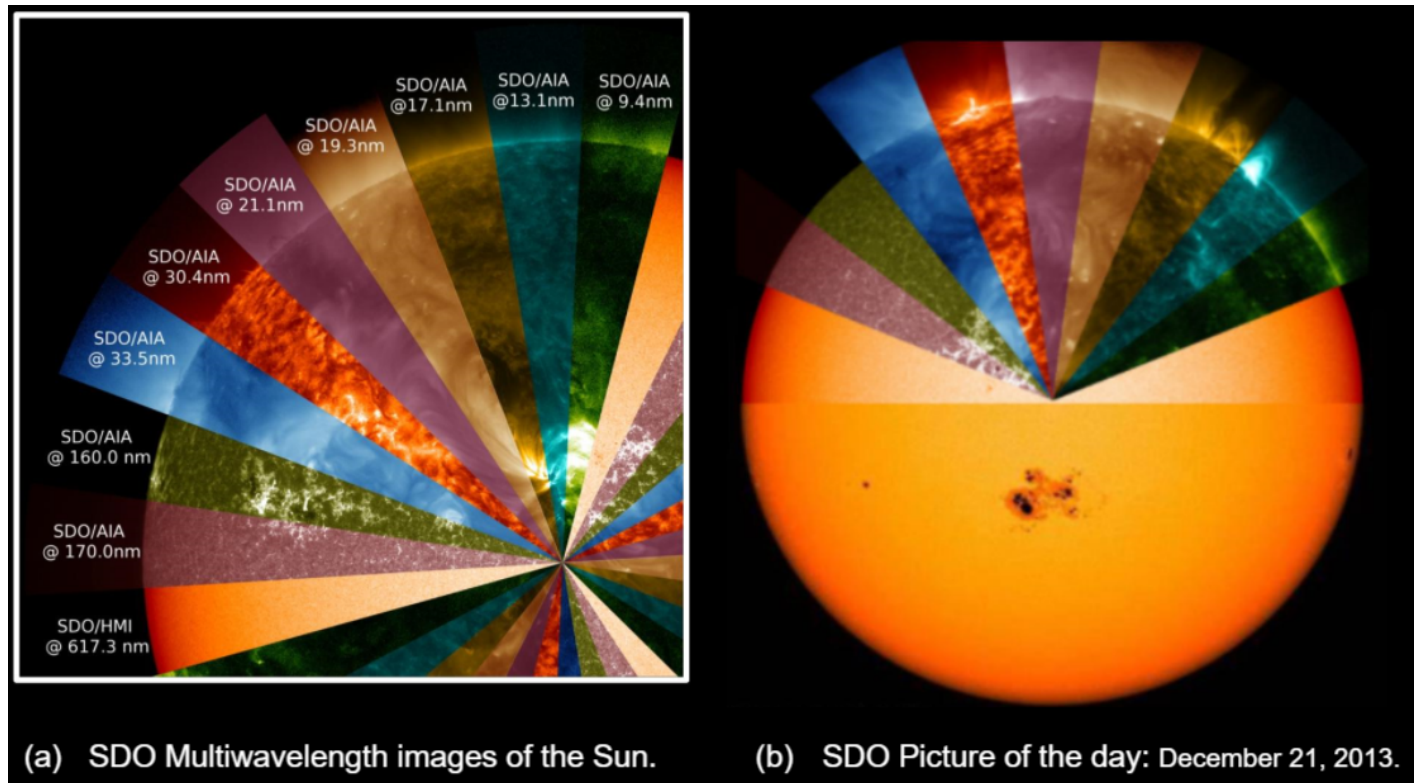 SDO/AIA
@ 9.4nm
SDO/AIA
@13.1nm
SDO/AIA
@17.1nm
SDO/AIA
@ 19.3nm
SDO/AIA
@ 21.1nm
SDO/AIA
@ 30.4nm
SDO/AIA
@ 33.5nm
SDO/AIA
@ 160.0 nm
SDO/AIA
@ 170.0nm
SDO/HMI
@ 617.3 nm
(a) SDO Multiwavelength images of the Sun.
(b) SDO Picture of the day: December 21, 2013.